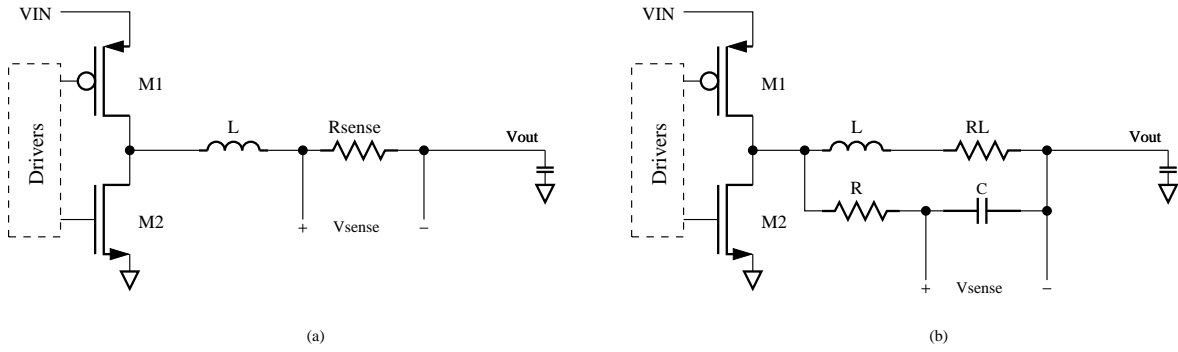 VIN
M1
Drivers
L
Rsense
Vout
M2
+ Vsense −
(a)
VIN
M1
Drivers
L
RL
Vout
R
C
M2
+ Vsense −
(b)